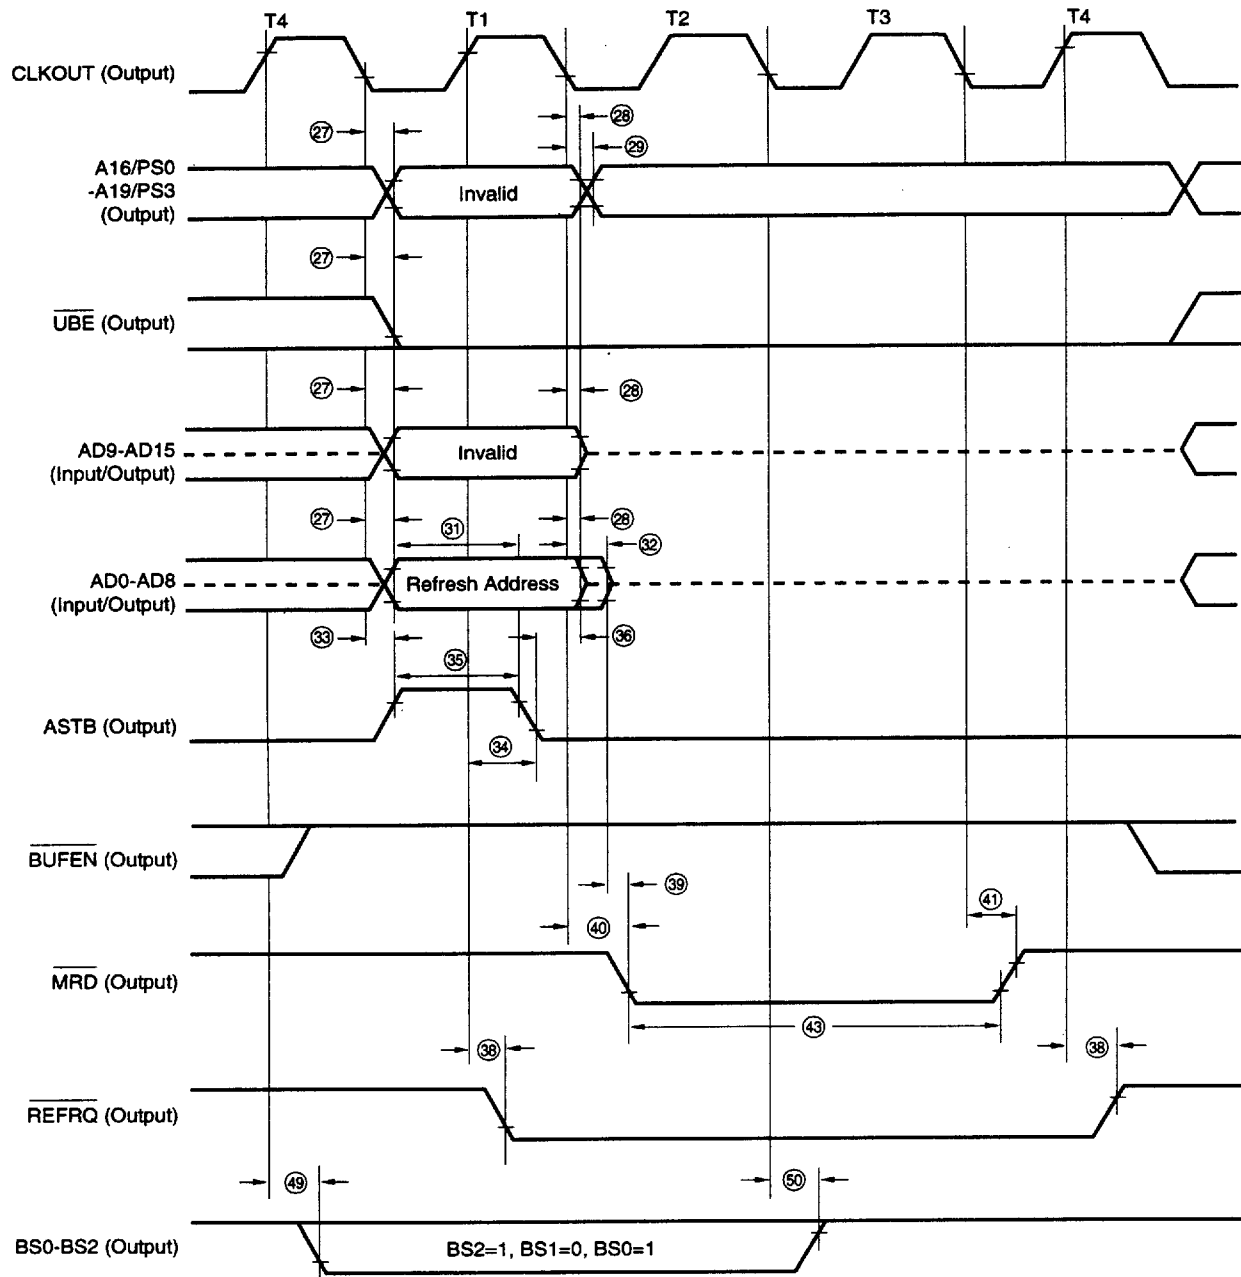 T4 T1 T2 T3 T4
CLKOUT (Output)
㉘
㉗ ㉙
A16/PS0
-A19/PS3
(Output)
Invalid
㉗
UBE (Output)
㉗ ㉘
AD9-AD15
(Input/Output)
Invalid
㉗ ㉛ ㉘
㉜
AD0-AD8
(Input/Output)
Refresh Address
㉝ ㊱
㉟
ASTB (Output)
㉞
BUFEN (Output)
㊴ ㊶
㊵
MRD (Output)
㊸
㊳ ㊳
REFRQ (Output)
㊾ ㊿
BS0-BS2 (Output) BS2=1, BS1=0, BS0=1